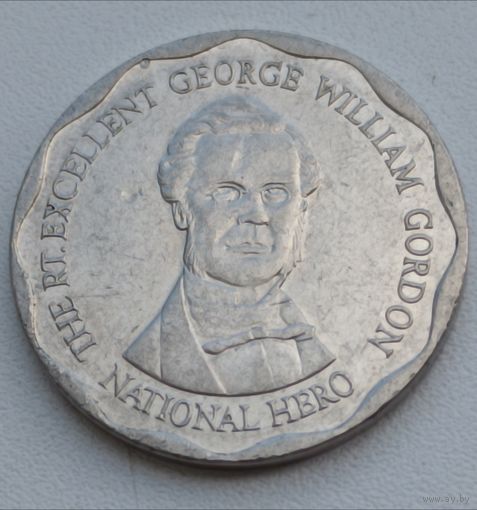 THE RT. EXCELLENT GEORGE WILLIAM GORDON
NATIONAL HERO
www.ay.by